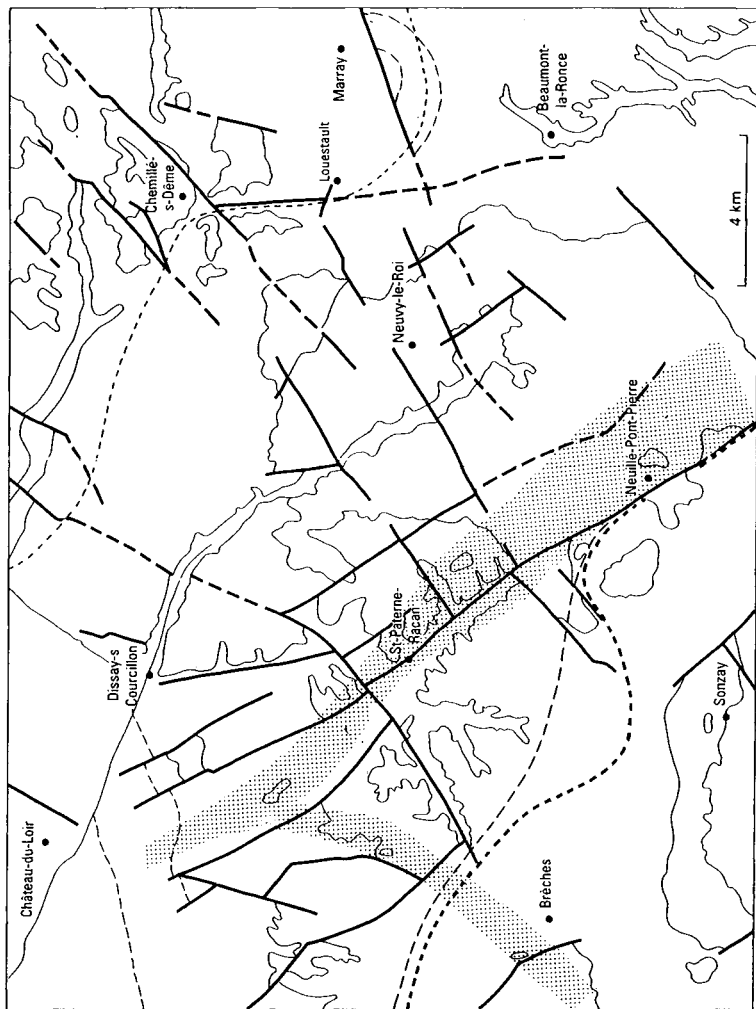 Château-du-Loir
Dissay-s
Courcillon
Chemillé-
s-Dême
Marray
Louestault
Beaumont-
la-Ronce
Neuvy-le-Roi
St-Paterne-
Racan
Neuillé-Pont-Pierre
Brèches
Sonzay
4 km